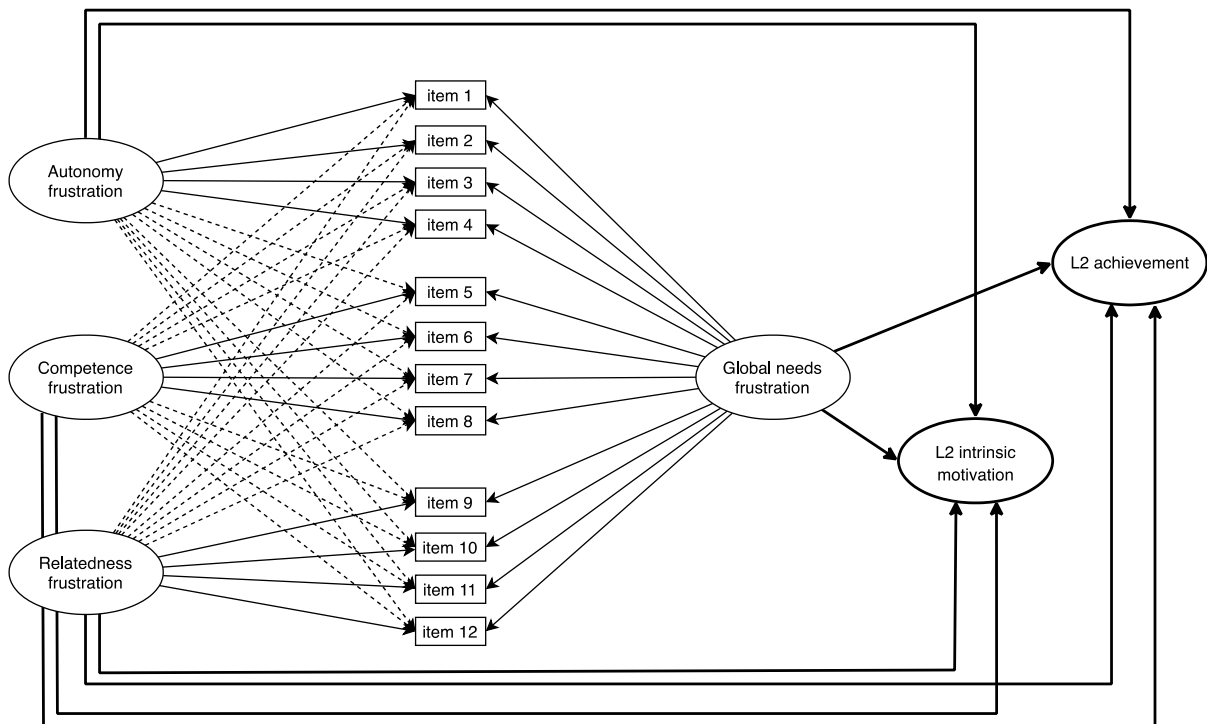 item 1
item 2
item 3
item 4
item 5
item 6
item 7
item 8
item 9
item 10
item 11
item 12
Autonomy
frustration
Competence
frustration
Relatedness
frustration
Global needs
frustration
L2 achievement
L2 intrinsic
motivation